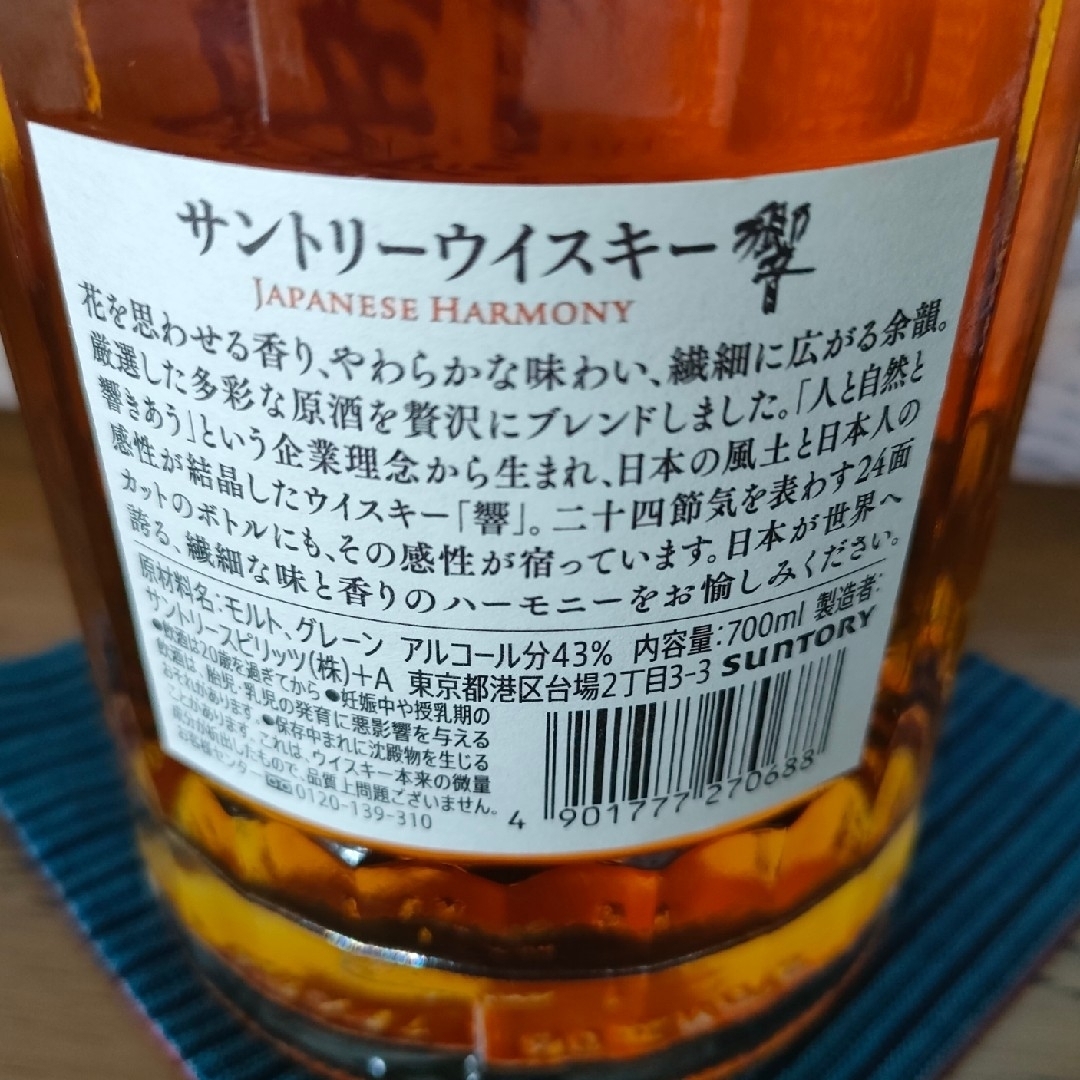 サントリーウイスキー 響
JAPANESE HARMONY
花を思わせる香り、やわらかな味わい、繊細に広がる余韻。
厳選した多彩な原酒を贅沢にブレンドしました。「人と自然と
響きあう」という企業理念から生まれ、日本の風土と日本人の
感性が結晶したウイスキー「響」。二十四節気を表わす24面
カットのボトルにも、その感性が宿っています。日本が世界へ
誇る、繊細な味と香りのハーモニーをお愉しみください。
原材料名:モルト、グレーン アルコール分43% 内容量:700ml 製造者:
サントリースピリッツ(株)+A 東京都港区台場2丁目3-3 SUNTORY
●飲酒は20歳を過ぎてから ●妊娠中や授乳期の
飲酒は、胎児・乳児の発育に悪影響を与える
おそれがあります。●保存中まれに沈殿物を生じる
ことがあります。これは、ウイスキー本来の微量
成分が析出したもので、品質上問題ございません。
お客様センター 0120-139-310
4 901777 270688